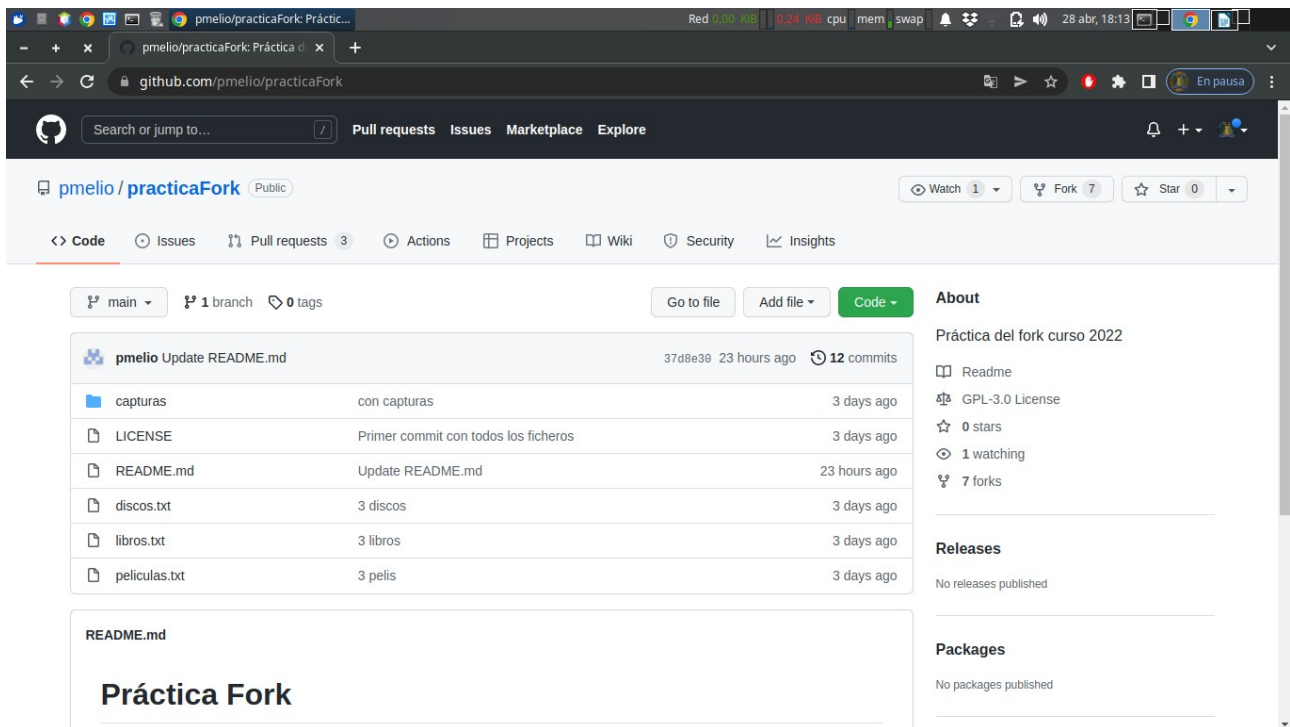 pmelio/practicaFork: Práctic...
Red 0,00 KiB 0,24 KiB cpu mem swap 28 abr, 18:13
pmelio/practicaFork: Práctica d
github.com/pmelio/practicaFork En pausa
Search or jump to... / Pull requests Issues Marketplace Explore
pmelio / practicaFork Public Watch 1 Fork 7 Star 0
<> Code Issues Pull requests 3 Actions Projects Wiki Security Insights
main 1 branch 0 tags Go to file Add file Code
pmelio Update README.md 37d8e30 23 hours ago 12 commits
capturas con capturas 3 days ago
LICENSE Primer commit con todos los ficheros 3 days ago
README.md Update README.md 23 hours ago
discos.txt 3 discos 3 days ago
libros.txt 3 libros 3 days ago
peliculas.txt 3 pelis 3 days ago
README.md
Práctica Fork
About
Práctica del fork curso 2022
Readme
GPL-3.0 License
0 stars
1 watching
7 forks
Releases
No releases published
Packages
No packages published